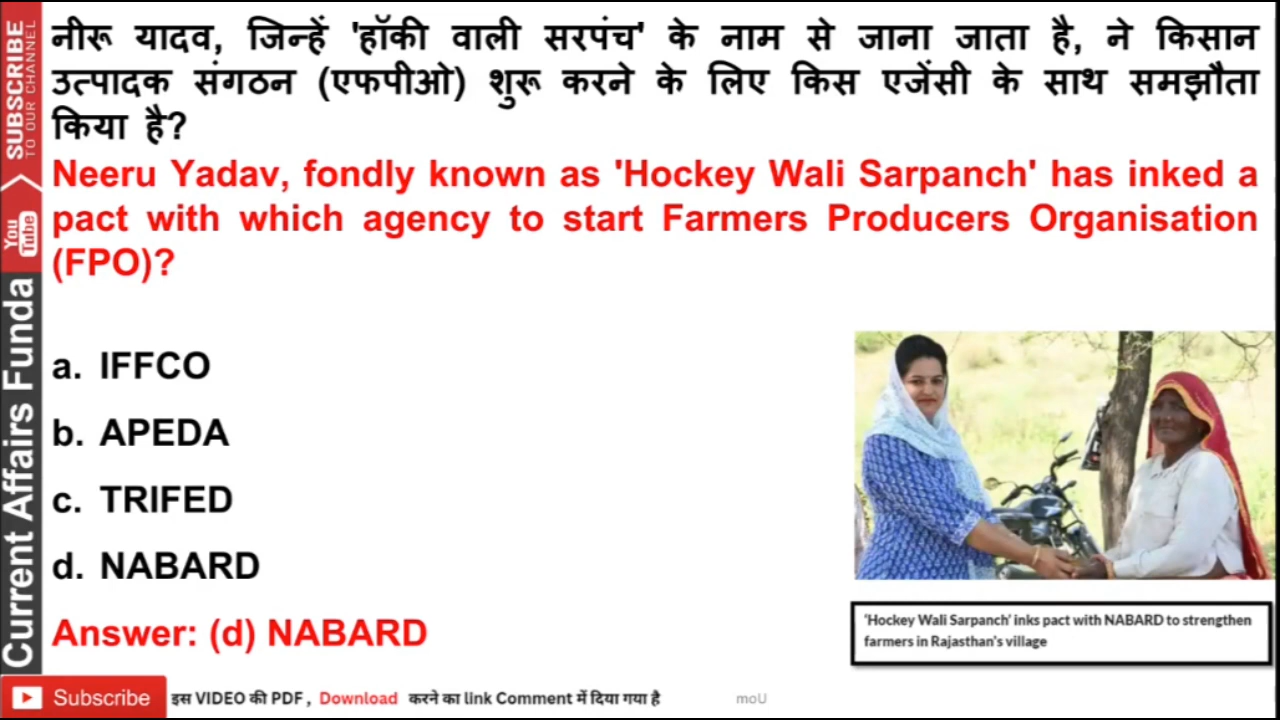 नीरू यादव, जिन्हें 'हॉकी वाली सरपंच' के नाम से जाना जाता है, ने किसान
उत्पादक संगठन (एफपीओ) शुरू करने के लिए किस एजेंसी के साथ समझौता
किया है?
Neeru Yadav, fondly known as 'Hockey Wali Sarpanch' has inked a
pact with which agency to start Farmers Producers Organisation
(FPO)?
a. IFFCO
b. APEDA
c. TRIFED
d. NABARD
Answer: (d) NABARD
'Hockey Wali Sarpanch' inks pact with NABARD to strengthen
farmers in Rajasthan's village
SUBSCRIBE
TO OUR CHANNEL
You
Tube
Current Affairs Funda
Subscribe इस VIDEO की PDF , Download करने का link Comment में दिया गया है moU